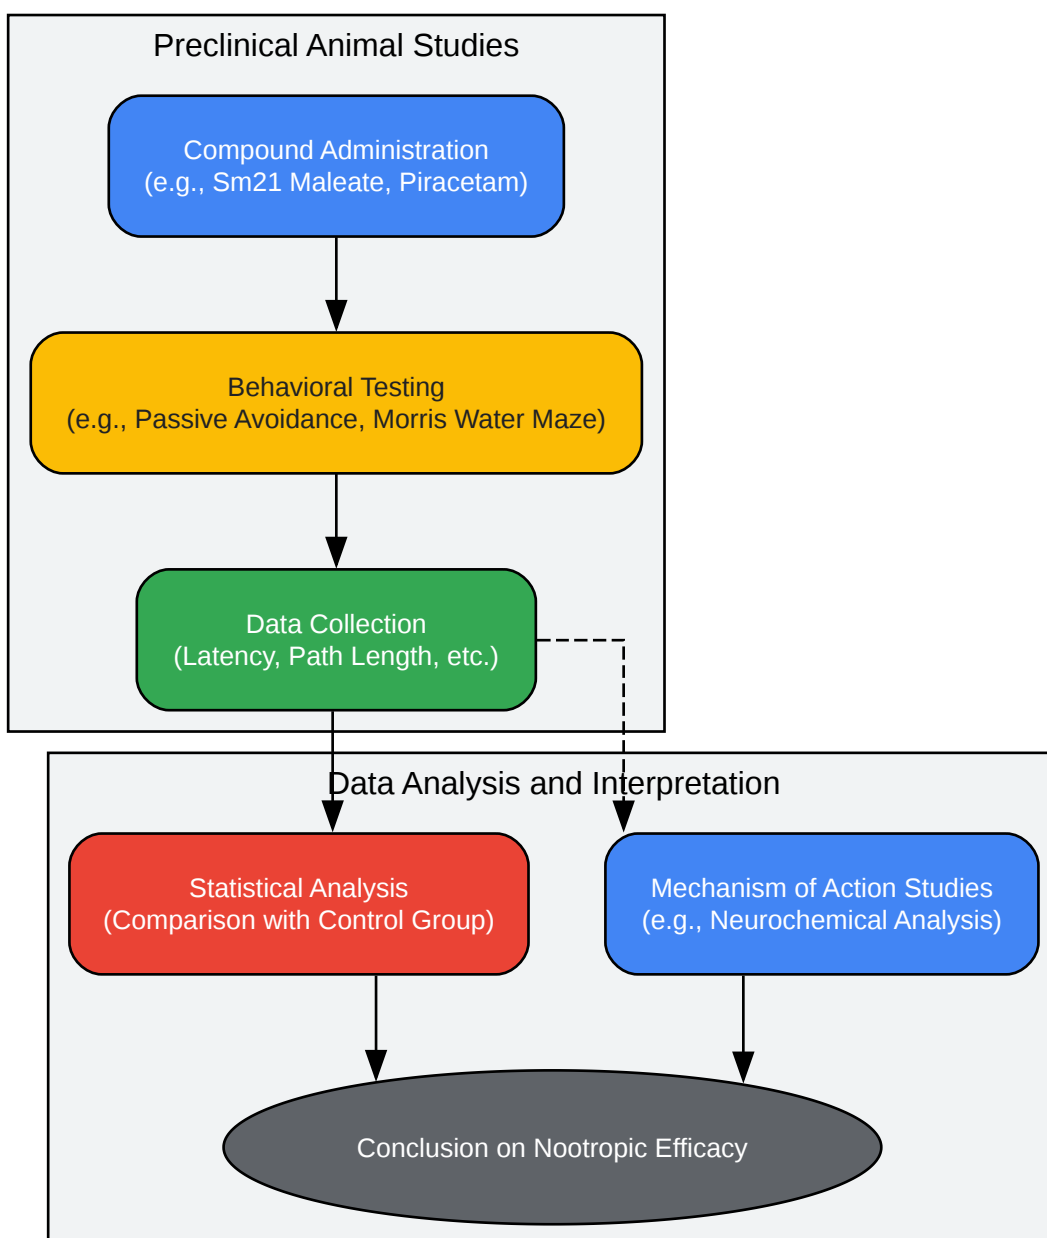 Preclinical Animal Studies
Compound Administration
(e.g., Sm21 Maleate, Piracetam)
Behavioral Testing
(e.g., Passive Avoidance, Morris Water Maze)
Data Collection
(Latency, Path Length, etc.)
Data Analysis and Interpretation
Statistical Analysis
(Comparison with Control Group)
Mechanism of Action Studies
(e.g., Neurochemical Analysis)
Conclusion on Nootropic Efficacy